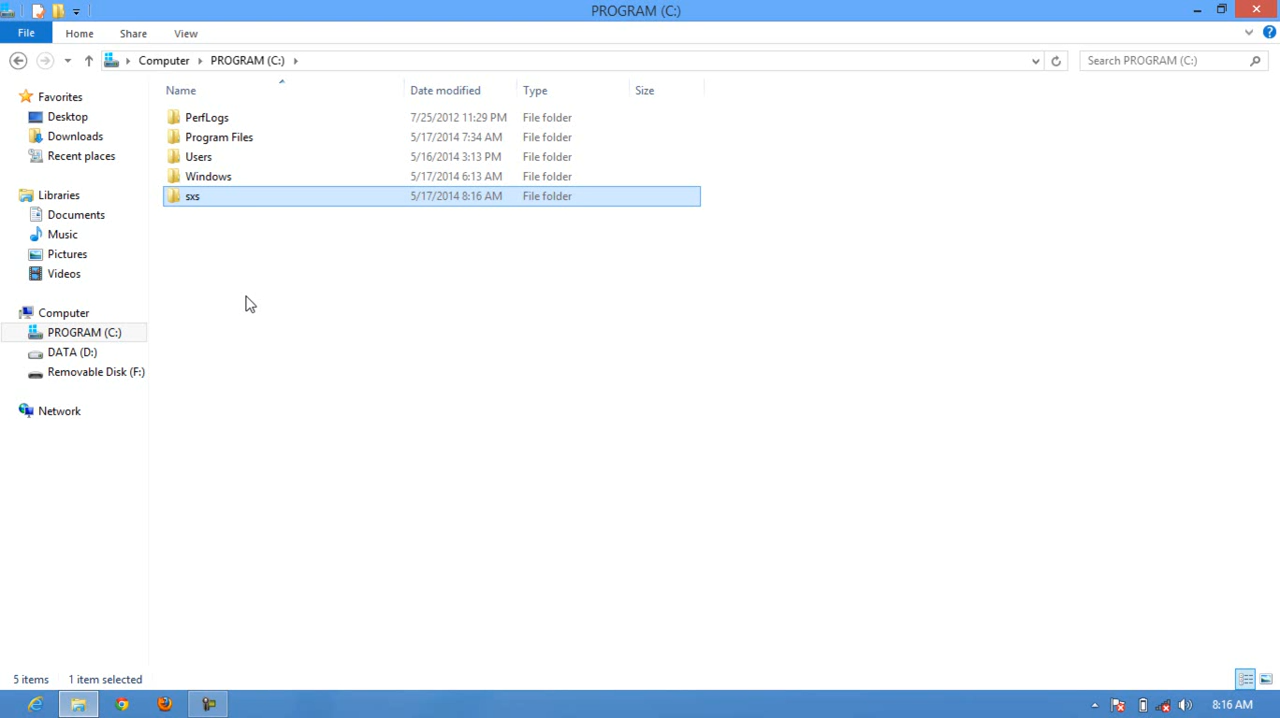 PROGRAM (C:)
File Home Share View
Computer PROGRAM (C:) Search PROGRAM (C:)
Name Date modified Type Size
Favorites
Desktop
Downloads
Recent places
Libraries
Documents
Music
Pictures
Videos
Computer
PROGRAM (C:)
DATA (D:)
Removable Disk (F:)
Network
PerfLogs 7/25/2012 11:29 PM File folder
Program Files 5/17/2014 7:34 AM File folder
Users 5/16/2014 3:13 PM File folder
Windows 5/17/2014 6:13 AM File folder
sxs 5/17/2014 8:16 AM File folder
5 items 1 item selected
8:16 AM